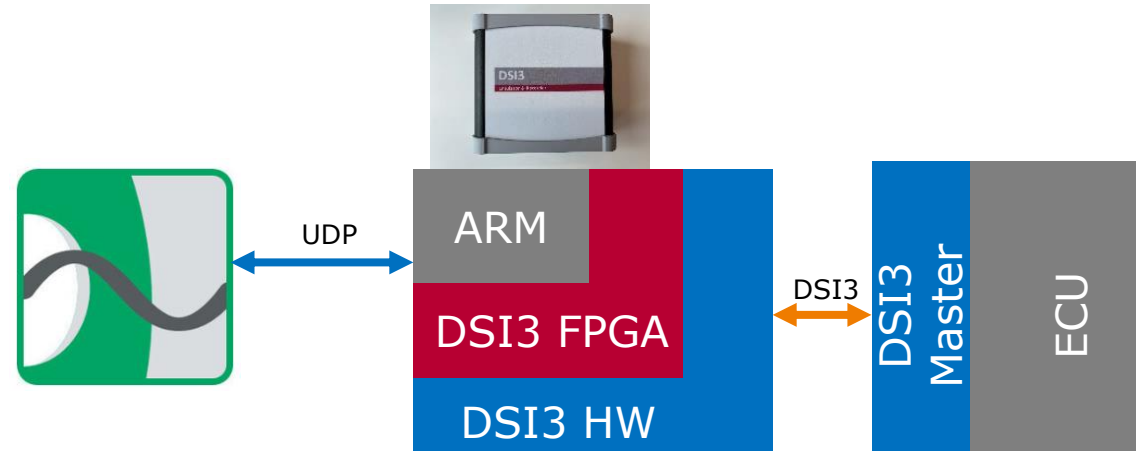 DSI3
UDP
ARM
DSI3 FPGA
DSI3 HW
DSI3
DSI3
Master
ECU